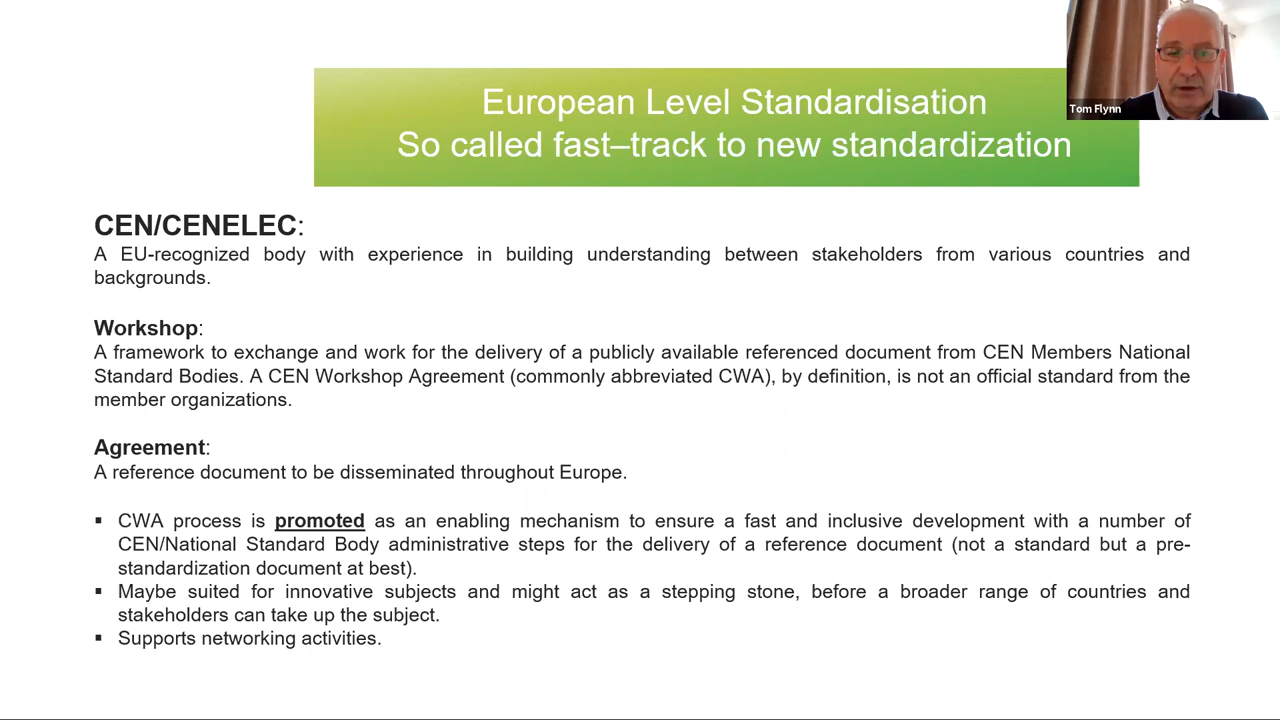 Tom Flynn
European Level Standardisation
So called fast–track to new standardization
CEN/CENELEC:
A EU-recognized body with experience in building understanding between stakeholders from various countries and
backgrounds.
Workshop:
A framework to exchange and work for the delivery of a publicly available referenced document from CEN Members National
Standard Bodies. A CEN Workshop Agreement (commonly abbreviated CWA), by definition, is not an official standard from the
member organizations.
Agreement:
A reference document to be disseminated throughout Europe.
▪ CWA process is promoted as an enabling mechanism to ensure a fast and inclusive development with a number of
CEN/National Standard Body administrative steps for the delivery of a reference document (not a standard but a pre-
standardization document at best).
▪ Maybe suited for innovative subjects and might act as a stepping stone, before a broader range of countries and
stakeholders can take up the subject.
▪ Supports networking activities.